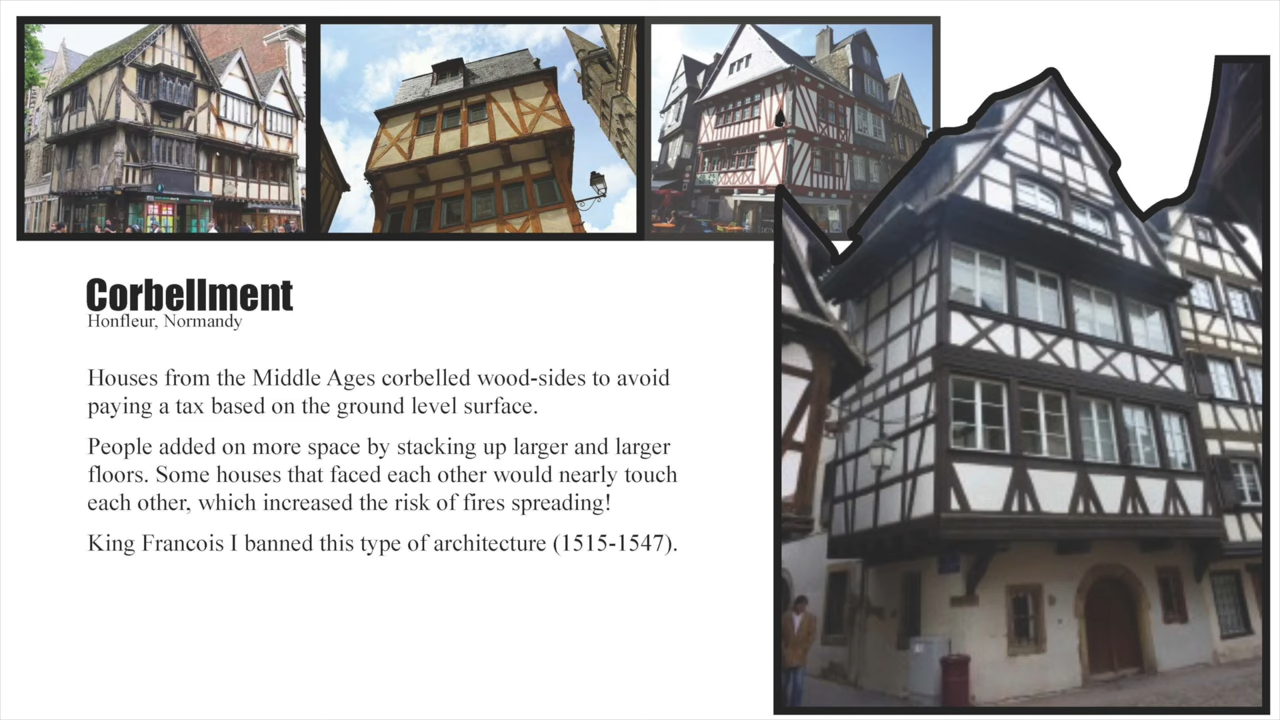 Corbellment
Honfleur, Normandy
Houses from the Middle Ages corbelled wood-sides to avoid
paying a tax based on the ground level surface.
People added on more space by stacking up larger and larger
floors. Some houses that faced each other would nearly touch
each other, which increased the risk of fires spreading!
King Francois I banned this type of architecture (1515-1547).